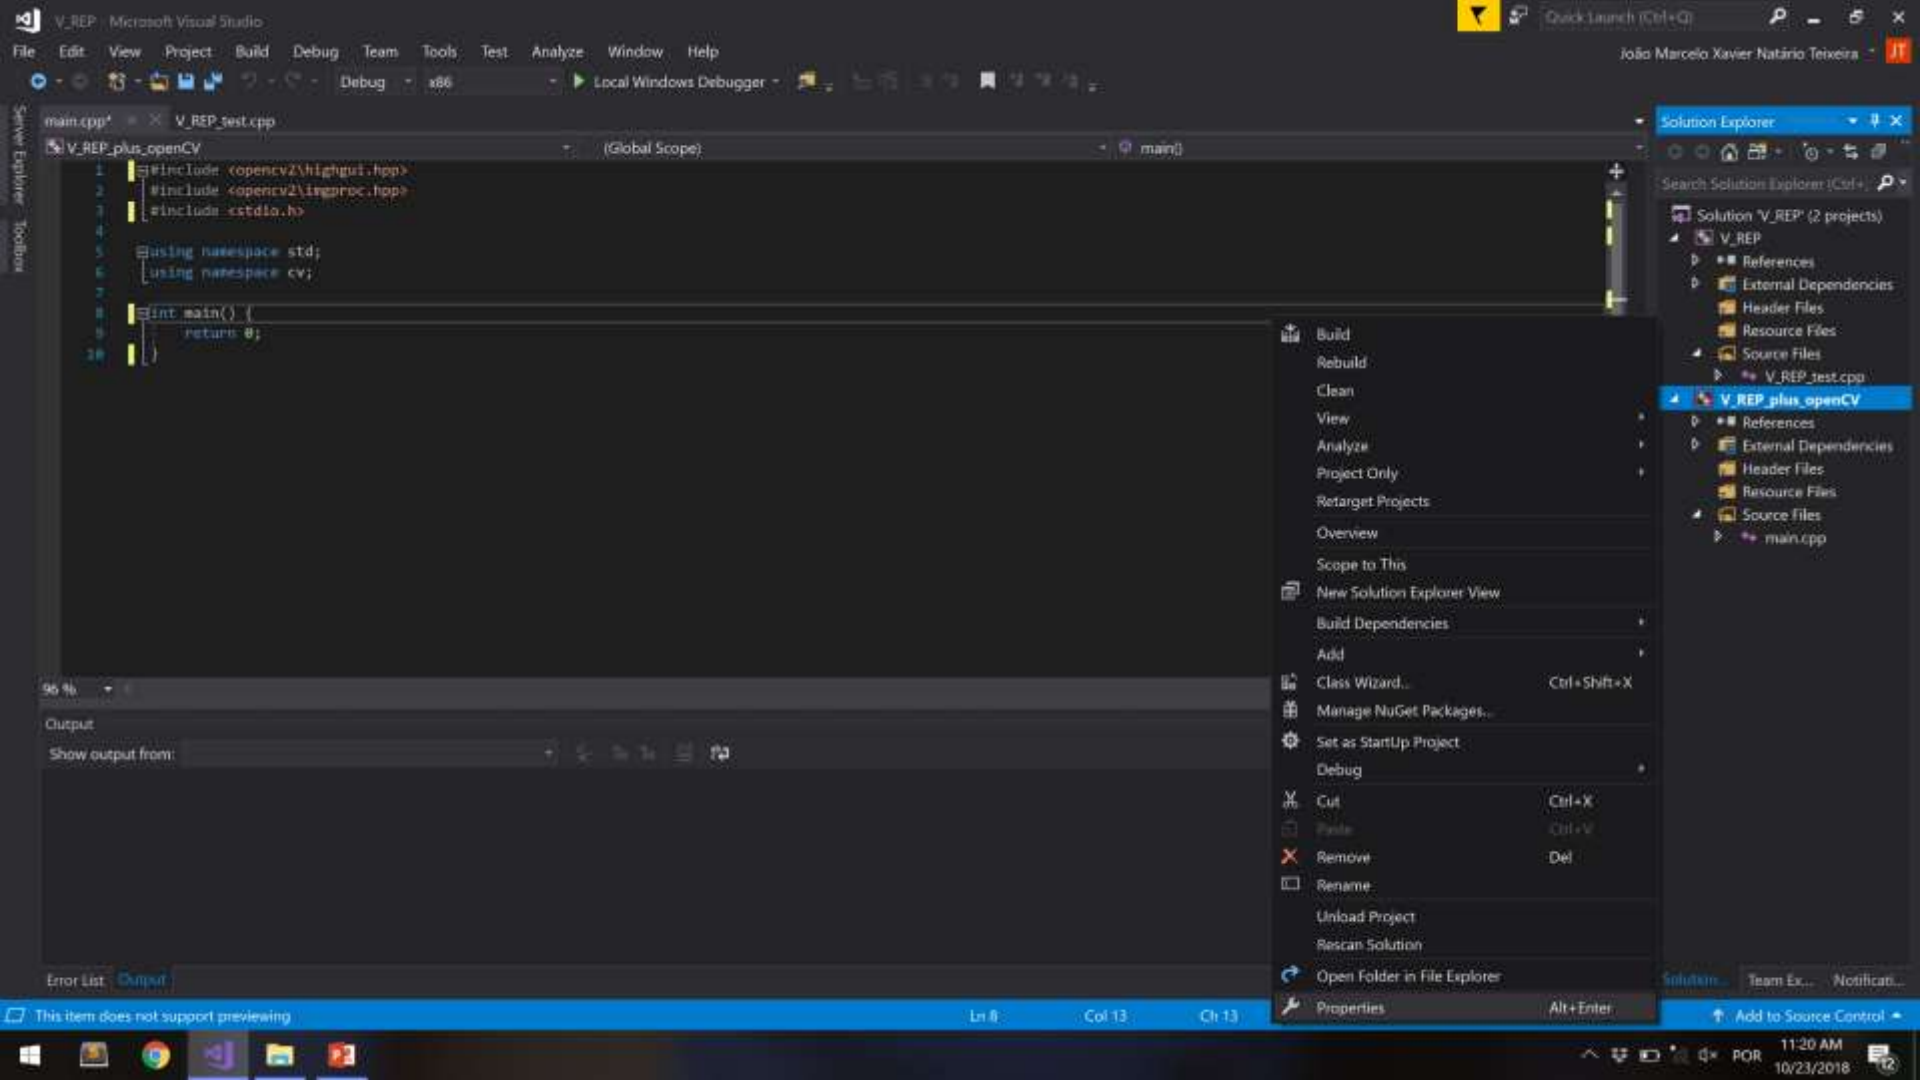 V_REP - Microsoft Visual Studio
Quick Launch (Ctrl+Q)
File Edit View Project Build Debug Team Tools Test Analyze Window Help
João Marcelo Xavier Natário Teixeira
JT
Debug x86 Local Windows Debugger
Server Explorer
Toolbox
main.cpp* V_REP_test.cpp
V_REP_plus_openCV (Global Scope) main()
1 #include <opencv2\highgui.hpp>
2 #include <opencv2\imgproc.hpp>
3 #include <stdio.h>
4
5 using namespace std;
6 using namespace cv;
7
8 int main() {
9 return 0;
10 }
96 %
Output
Show output from:
Error List Output
Build
Rebuild
Clean
View
Analyze
Project Only
Retarget Projects
Overview
Scope to This
New Solution Explorer View
Build Dependencies
Add
Class Wizard... Ctrl+Shift+X
Manage NuGet Packages...
Set as StartUp Project
Debug
Cut Ctrl+X
Paste Ctrl+V
Remove Del
Rename
Unload Project
Rescan Solution
Open Folder in File Explorer
Properties Alt+Enter
Solution Explorer
Search Solution Explorer (Ctrl+
Solution 'V_REP' (2 projects)
V_REP
References
External Dependencies
Header Files
Resource Files
Source Files
V_REP_test.cpp
V_REP_plus_openCV
References
External Dependencies
Header Files
Resource Files
Source Files
main.cpp
Solution... Team Ex... Notificati...
This item does not support previewing Ln 8 Col 13 Ch 13 Add to Source Control
POR
11:20 AM
10/23/2018
12